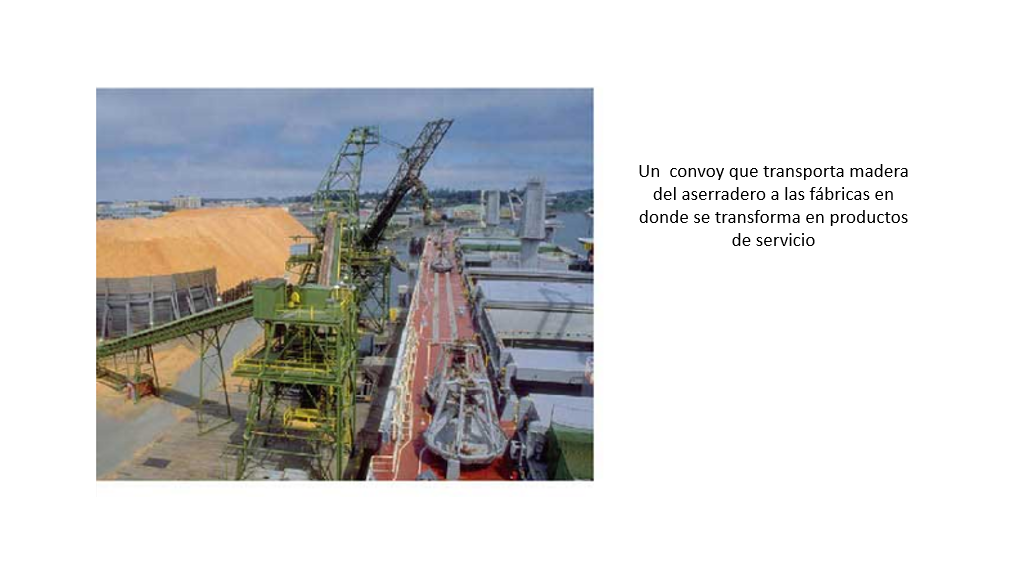 Un  convoy que transporta madera
del aserradero a las fábricas en
donde se transforma en productos
de servicio